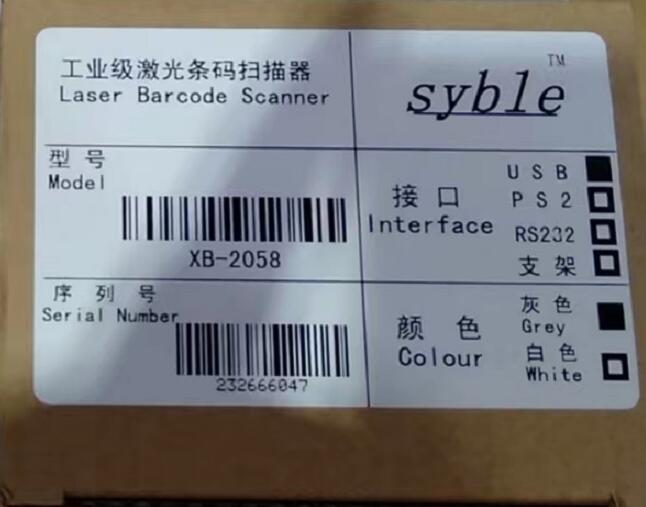 工业级激光条码扫描器
Laser Barcode Scanner
syble™
型号
Model
XB-2058
序列号
Serial Number
232666047
接口
Interface
USB
PS2
RS232
支架
颜色
Colour
灰色
Grey
白色
White